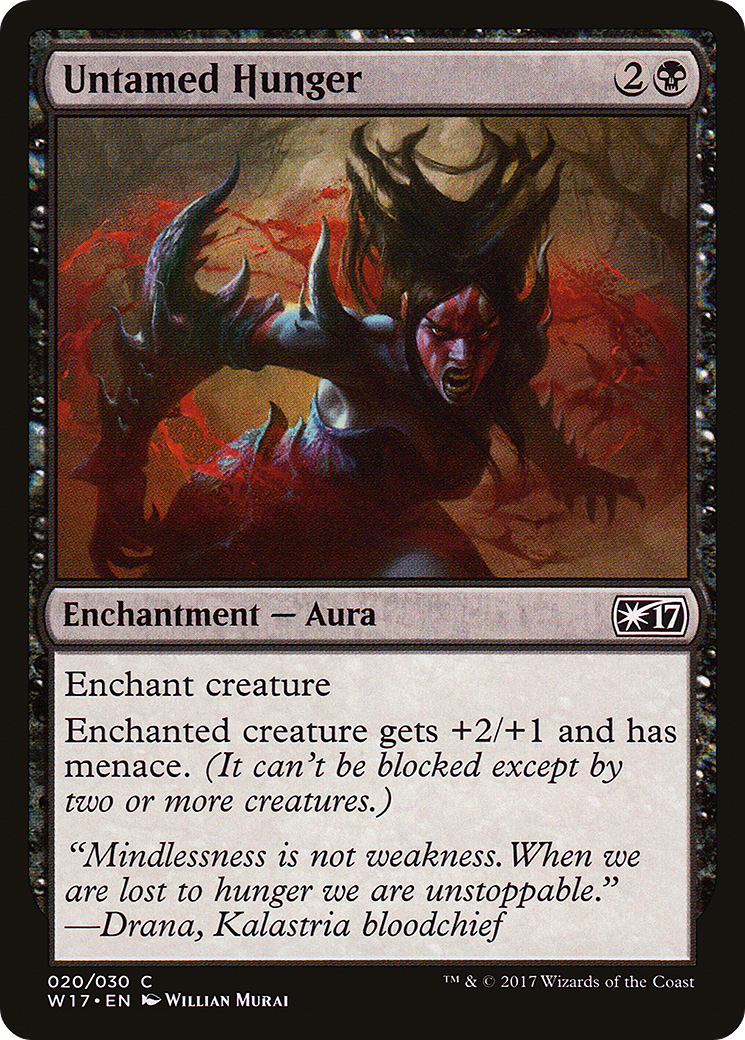 Untamed Hunger 2
Enchantment — Aura
17
Enchant creature
Enchanted creature gets +2/+1 and has
menace. (It can't be blocked except by
two or more creatures.)
“Mindlessness is not weakness. When we
are lost to hunger we are unstoppable.”
—Drana, Kalastria bloodchief
020/030 C
™ & © 2017 Wizards of the Coast
W17 • EN Willian Murai